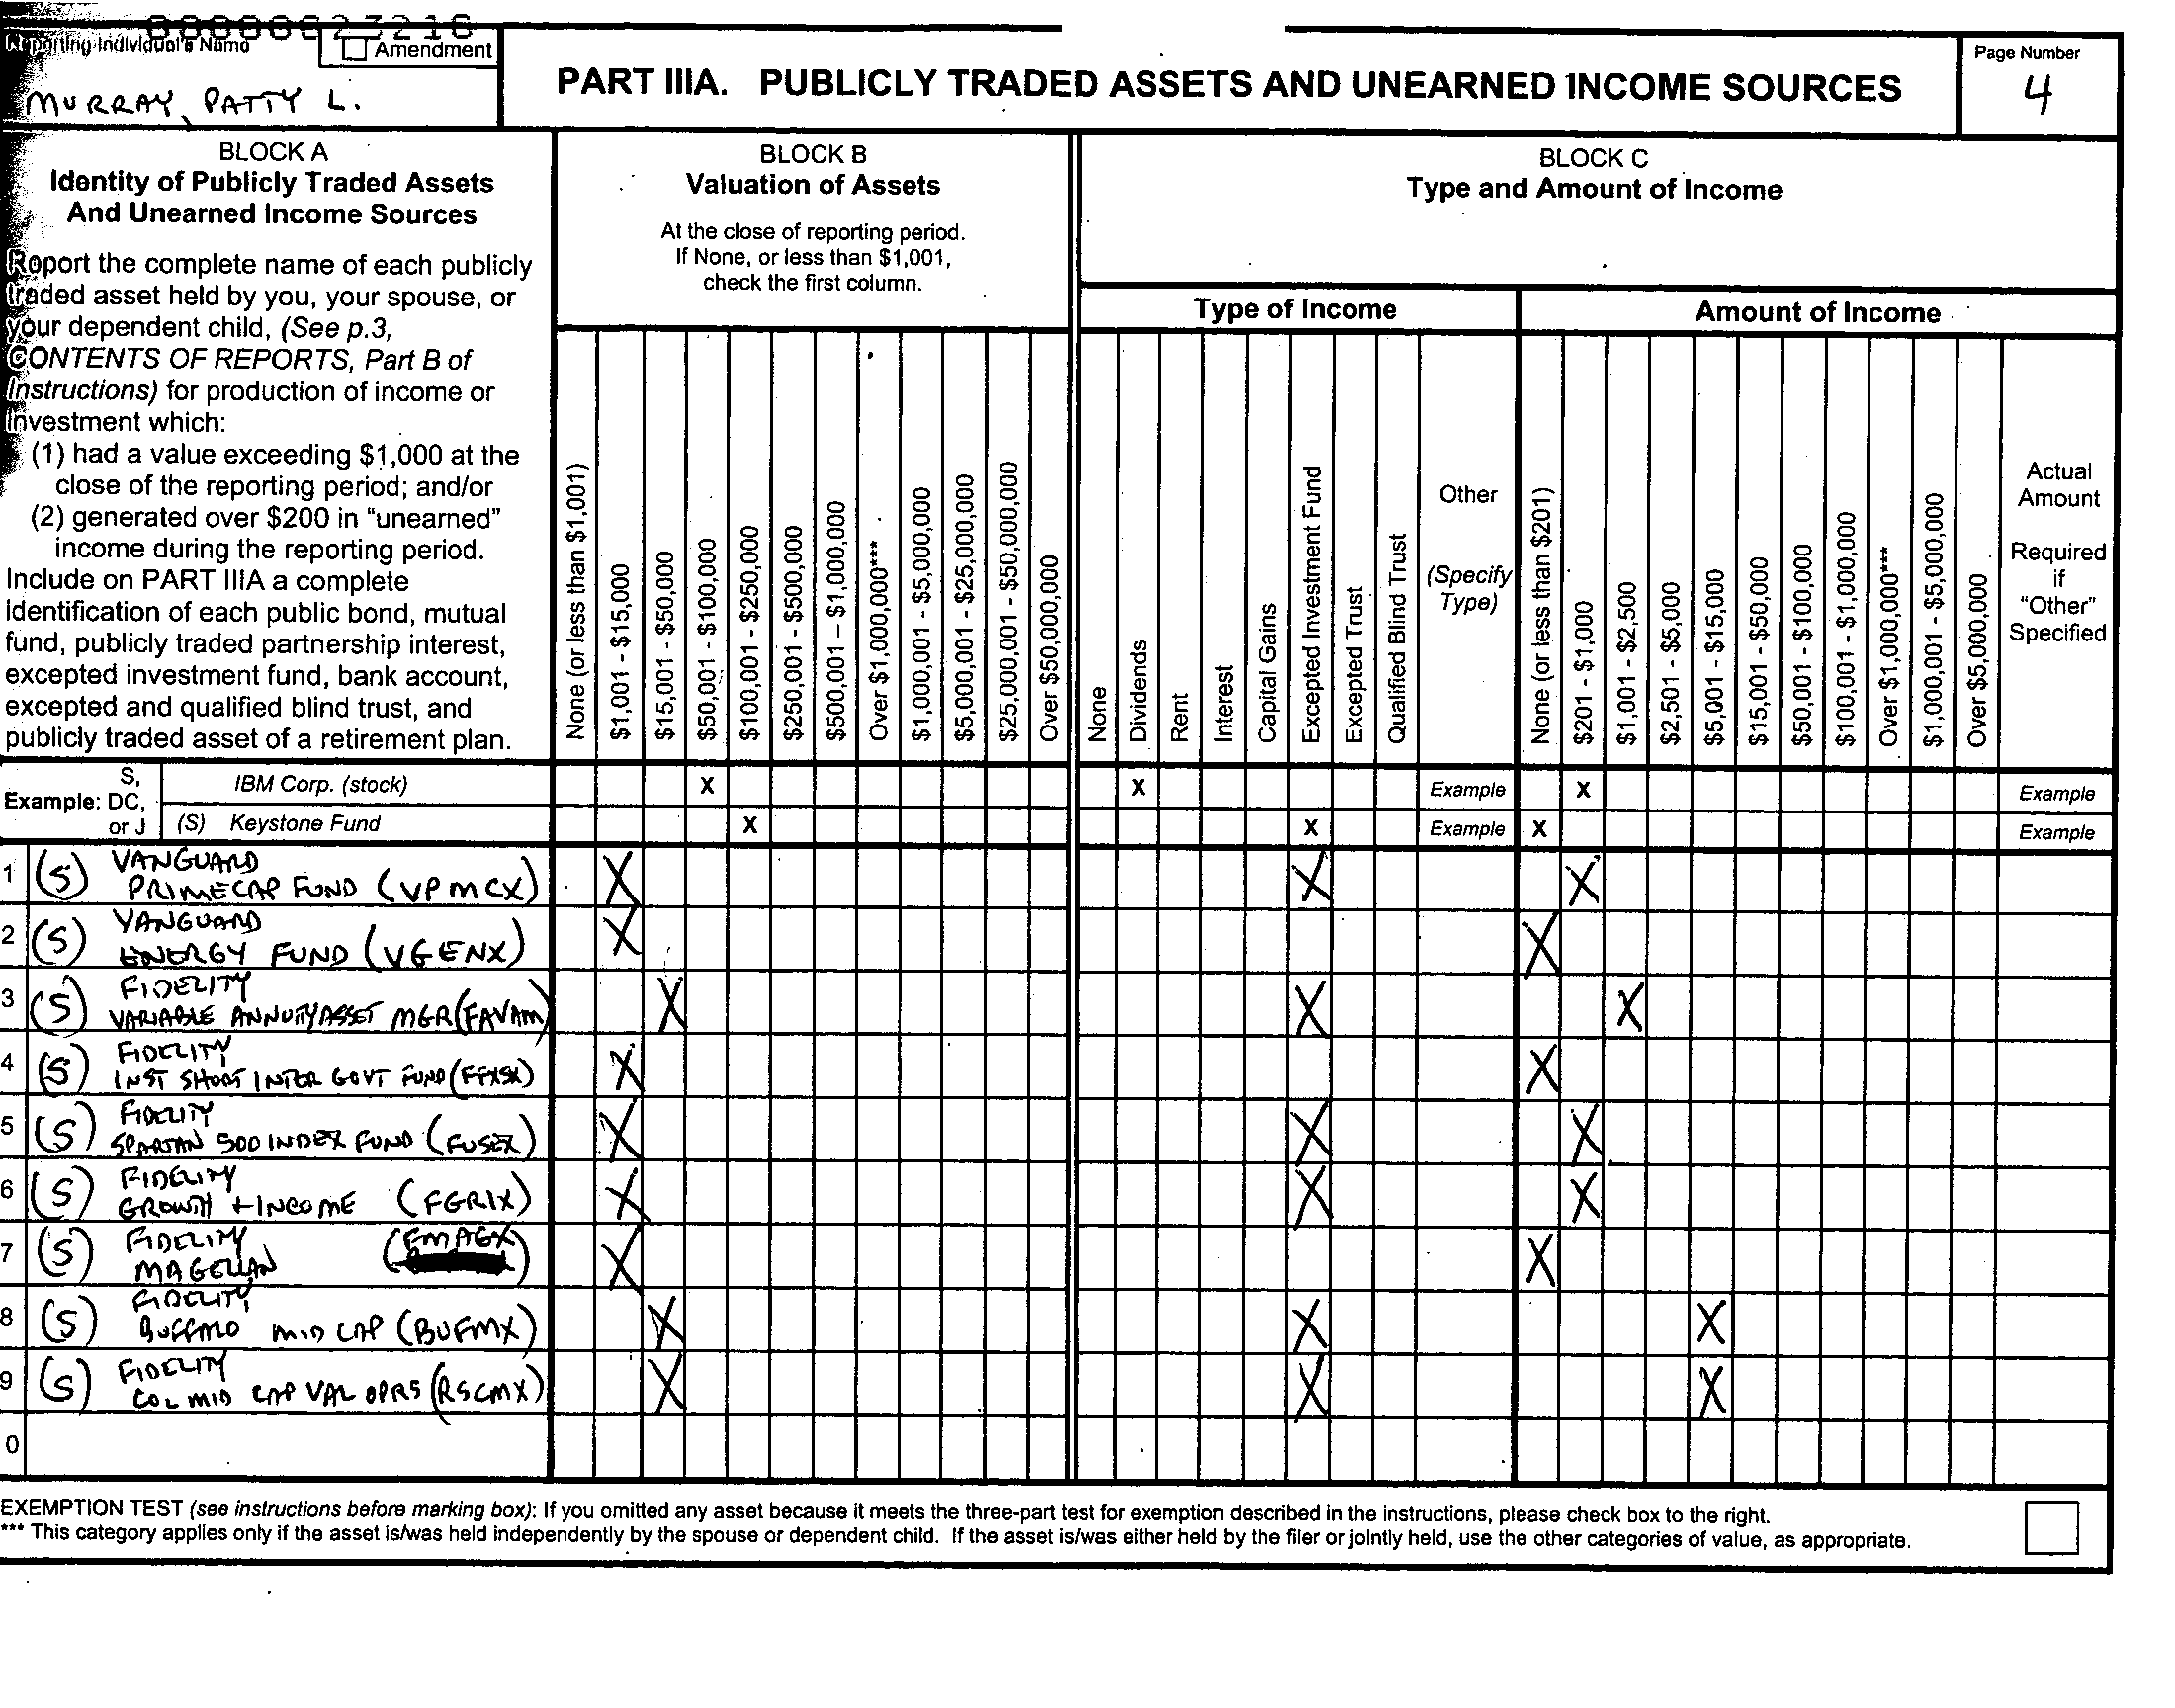 00000023216
Reporting Individual's Name
Amendment
MURRAY, PATTY L.
PART IIIA. PUBLICLY TRADED ASSETS AND UNEARNED INCOME SOURCES
Page Number
4
BLOCK A
Identity of Publicly Traded Assets
And Unearned Income Sources
Report the complete name of each publicly
traded asset held by you, your spouse, or
your dependent child, (See p.3,
CONTENTS OF REPORTS, Part B of
Instructions) for production of income or
investment which:
(1) had a value exceeding $1,000 at the
close of the reporting period; and/or
(2) generated over $200 in "unearned"
income during the reporting period.
Include on PART IIIA a complete
identification of each public bond, mutual
fund, publicly traded partnership interest,
excepted investment fund, bank account,
excepted and qualified blind trust, and
publicly traded asset of a retirement plan.
BLOCK B
Valuation of Assets
At the close of reporting period.
If None, or less than $1,001,
check the first column.
None (or less than $1,001)
$1,001 - $15,000
$15,001 - $50,000
$50,001 - $100,000
$100,001 - $250,000
$250,001 - $500,000
$500,001 – $1,000,000
Over $1,000,000***
$1,000,001 - $5,000,000
$5,000,001 - $25,000,000
$25,000,001 - $50,000,000
Over $50,000,000
BLOCK C
Type and Amount of Income
Type of Income
None
Dividends
Rent
Interest
Capital Gains
Excepted Investment Fund
Excepted Trust
Qualified Blind Trust
Other
(Specify
Type)
Amount of Income
None (or less than $201)
$201 - $1,000
$1,001 - $2,500
$2,501 - $5,000
$5,001 - $15,000
$15,001 - $50,000
$50,001 - $100,000
$100,001 - $1,000,000
Over $1,000,000***
$1,000,001 - $5,000,000
Over $5,000,000
Actual
Amount
Required
if
"Other"
Specified
Example: S, DC, or J
IBM Corp. (stock) X X Example X Example
(S) Keystone Fund X X Example X Example
1 (S) VANGUARD
PRIMECAP FUND (VPMCX) X X X
2 (S) VANGUARD
ENERGY FUND (VGENX) X X
3 (S) FIDELITY
VARIABLE ANNUITY ASSET MGR (FAVAM) X X X
4 (S) FIDELITY
INST SHORT INTER GOVT FUND (FFXSX) X X
5 (S) FIDELITY
SPARTAN 500 INDEX FUND (FUSEX) X X X
6 (S) FIDELITY
GROWTH + INCOME (FGRIX) X X X
7 (S) FIDELITY
MAGELLAN (FMAGX) X X
8 (S) FIDELITY
BUFFALO MID CAP (BUFMX) X X X
9 (S) FIDELITY
COL MID CAP VAL OPRS (RSCMX) X X X
0
EXEMPTION TEST (see instructions before marking box): If you omitted any asset because it meets the three-part test for exemption described in the instructions, please check box to the right.
*** This category applies only if the asset is/was held independently by the spouse or dependent child. If the asset is/was either held by the filer or jointly held, use the other categories of value, as appropriate.